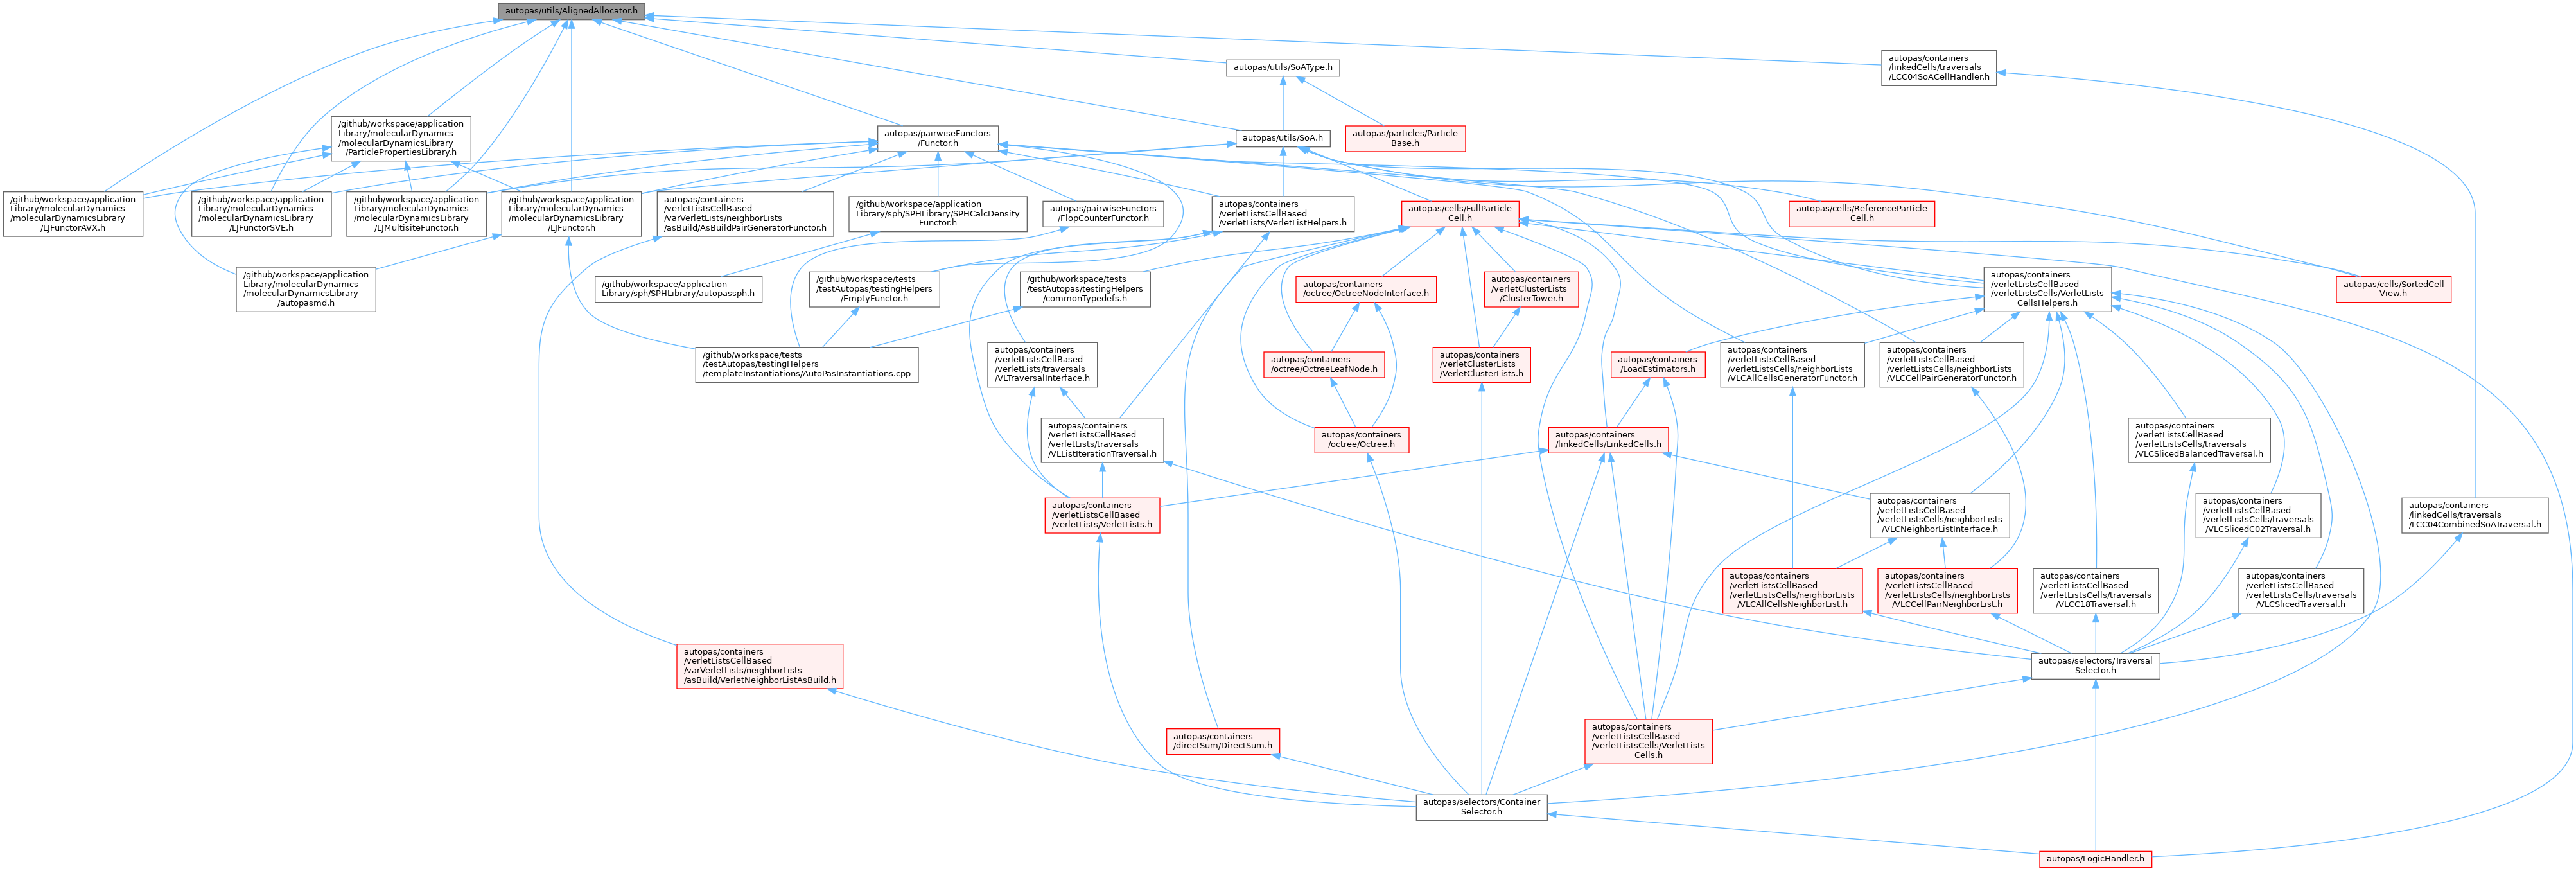 autopas/utils/AlignedAllocator.h
autopas/containers
/linkedCells/traversals
/LCC04SoACellHandler.h
autopas/utils/SoAType.h
/github/workspace/application
Library/molecularDynamics
/molecularDynamicsLibrary
/ParticlePropertiesLibrary.h
autopas/pairwiseFunctors
/Functor.h
autopas/utils/SoA.h
autopas/particles/Particle
Base.h
/github/workspace/application
Library/molecularDynamics
/molecularDynamicsLibrary
/LJFunctorAVX.h
/github/workspace/application
Library/molecularDynamics
/molecularDynamicsLibrary
/LJFunctorSVE.h
/github/workspace/application
Library/molecularDynamics
/molecularDynamicsLibrary
/LJMultisiteFunctor.h
/github/workspace/application
Library/molecularDynamics
/molecularDynamicsLibrary
/LJFunctor.h
autopas/containers
/verletListsCellBased
/varVerletLists/neighborLists
/asBuild/AsBuildPairGeneratorFunctor.h
/github/workspace/application
Library/sph/SPHLibrary/SPHCalcDensity
Functor.h
autopas/pairwiseFunctors
/FlopCounterFunctor.h
autopas/containers
/verletListsCellBased
/verletLists/VerletListHelpers.h
autopas/cells/FullParticle
Cell.h
autopas/cells/ReferenceParticle
Cell.h
/github/workspace/application
Library/molecularDynamics
/molecularDynamicsLibrary
/autopasmd.h
/github/workspace/application
Library/sph/SPHLibrary/autopassph.h
/github/workspace/tests
/testAutopas/testingHelpers
/EmptyFunctor.h
/github/workspace/tests
/testAutopas/testingHelpers
/commonTypedefs.h
autopas/containers
/octree/OctreeNodeInterface.h
autopas/containers
/verletClusterLists
/ClusterTower.h
autopas/containers
/verletListsCellBased
/verletListsCells/VerletLists
CellsHelpers.h
autopas/cells/SortedCell
View.h
/github/workspace/tests
/testAutopas/testingHelpers
/templateInstantiations/AutoPasInstantiations.cpp
autopas/containers
/verletListsCellBased
/verletLists/traversals
/VLTraversalInterface.h
autopas/containers
/octree/OctreeLeafNode.h
autopas/containers
/verletClusterLists
/VerletClusterLists.h
autopas/containers
/LoadEstimators.h
autopas/containers
/verletListsCellBased
/verletListsCells/neighborLists
/VLCAllCellsGeneratorFunctor.h
autopas/containers
/verletListsCellBased
/verletListsCells/neighborLists
/VLCCellPairGeneratorFunctor.h
autopas/containers
/verletListsCellBased
/verletLists/traversals
/VLListIterationTraversal.h
autopas/containers
/octree/Octree.h
autopas/containers
/linkedCells/LinkedCells.h
autopas/containers
/verletListsCellBased
/verletListsCells/traversals
/VLCSlicedBalancedTraversal.h
autopas/containers
/verletListsCellBased
/verletLists/VerletLists.h
autopas/containers
/verletListsCellBased
/verletListsCells/neighborLists
/VLCNeighborListInterface.h
autopas/containers
/verletListsCellBased
/verletListsCells/traversals
/VLCSlicedC02Traversal.h
autopas/containers
/linkedCells/traversals
/LCC04CombinedSoATraversal.h
autopas/containers
/verletListsCellBased
/verletListsCells/neighborLists
/VLCAllCellsNeighborList.h
autopas/containers
/verletListsCellBased
/verletListsCells/neighborLists
/VLCCellPairNeighborList.h
autopas/containers
/verletListsCellBased
/verletListsCells/traversals
/VLCC18Traversal.h
autopas/containers
/verletListsCellBased
/verletListsCells/traversals
/VLCSlicedTraversal.h
autopas/containers
/verletListsCellBased
/varVerletLists/neighborLists
/asBuild/VerletNeighborListAsBuild.h
autopas/selectors/Traversal
Selector.h
autopas/containers
/directSum/DirectSum.h
autopas/containers
/verletListsCellBased
/verletListsCells/VerletLists
Cells.h
autopas/selectors/Container
Selector.h
autopas/LogicHandler.h